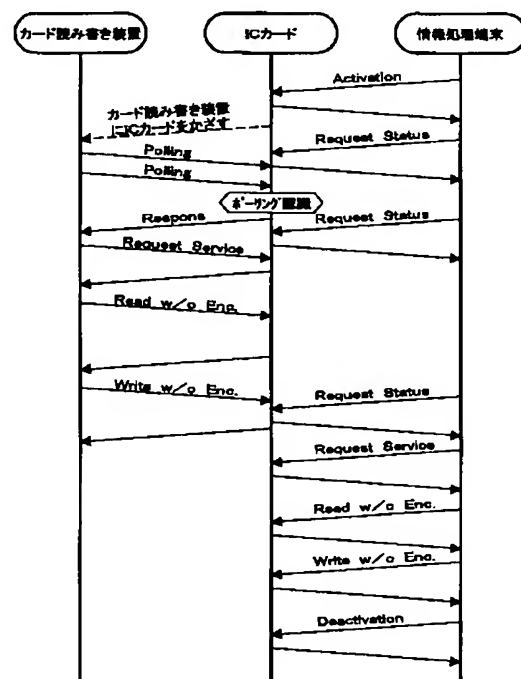 カード読み書き装置
ICカード
情報処理端末
Activation
カード読み書き装置
にICカードをかざす
Request Status
Polling
Polling
ポーリング認識
Respons
Request Status
Request Service
Read w/o Enc.
Write w/o Enc.
Request Status
Request Service
Read w/o Enc.
Write w/o Enc.
Deactivation